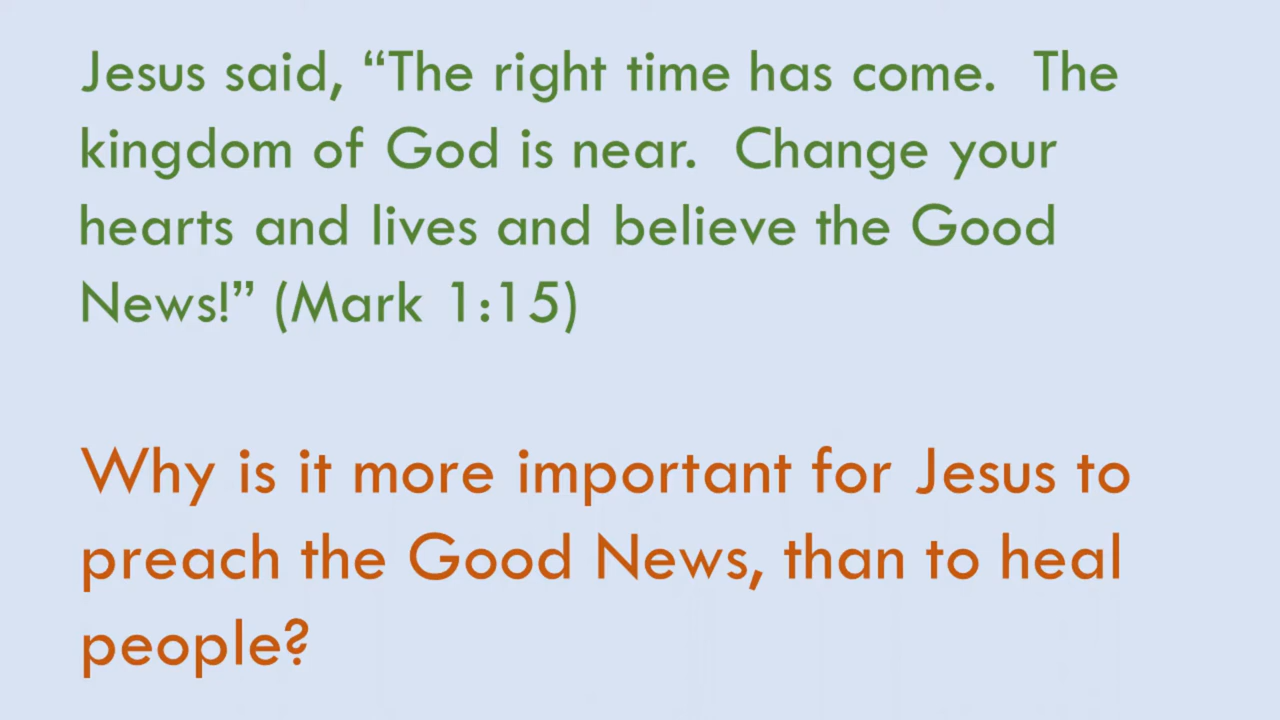 Jesus said, “The right time has come.  The
kingdom of God is near.  Change your
hearts and lives and believe the Good
News!” (Mark 1:15)
Why is it more important for Jesus to
preach the Good News, than to heal
people?